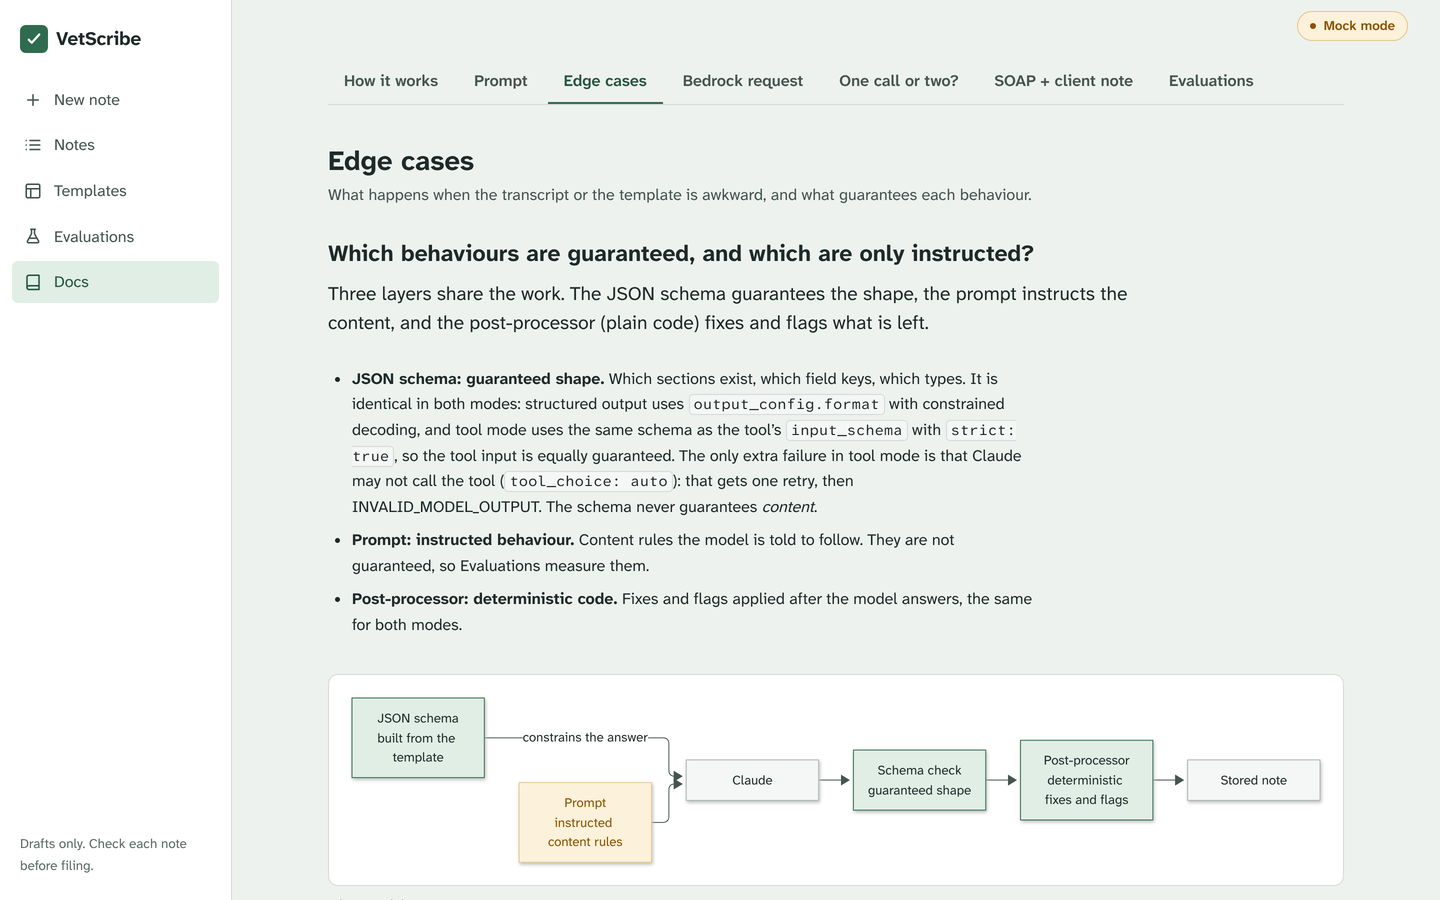 VetScribe
New note
Notes
Templates
Evaluations
Docs
Drafts only. Check each note
before filing.
Mock mode
How it works
Prompt
Edge cases
Bedrock request
One call or two?
SOAP + client note
Evaluations
Edge cases
What happens when the transcript or the template is awkward, and what guarantees each behaviour.
Which behaviours are guaranteed, and which are only instructed?
Three layers share the work. The JSON schema guarantees the shape, the prompt instructs the
content, and the post-processor (plain code) fixes and flags what is left.
• JSON schema: guaranteed shape. Which sections exist, which field keys, which types. It is
identical in both modes: structured output uses output_config.format with constrained
decoding, and tool mode uses the same schema as the tool’s input_schema with strict:
true, so the tool input is equally guaranteed. The only extra failure in tool mode is that Claude
may not call the tool (tool_choice: auto): that gets one retry, then
INVALID_MODEL_OUTPUT. The schema never guarantees content.
• Prompt: instructed behaviour. Content rules the model is told to follow. They are not
guaranteed, so Evaluations measure them.
• Post-processor: deterministic code. Fixes and flags applied after the model answers, the same
for both modes.
JSON schema
built from the
template
constrains the answer
Prompt
instructed
content rules
Claude
Schema check
guaranteed shape
Post-processor
deterministic
fixes and flags
Stored note